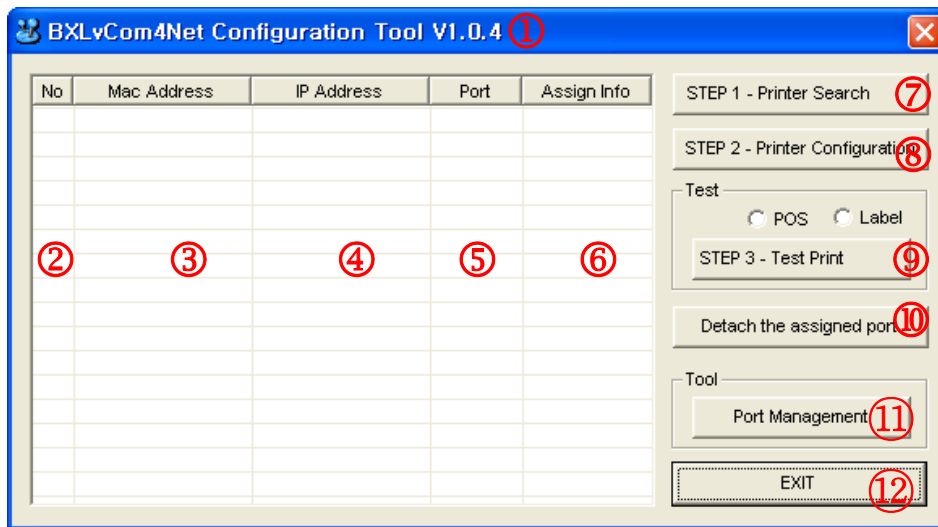 BXLvCom4Net Configuration Tool V1.0.4 ①
No Mac Address IP Address Port Assign Info
② ③ ④ ⑤ ⑥
STEP 1 - Printer Search ⑦
STEP 2 - Printer Configuration ⑧
Test
POS Label
STEP 3 - Test Print ⑨
Detach the assigned port ⑩
Tool
Port Management ⑪
EXIT ⑫